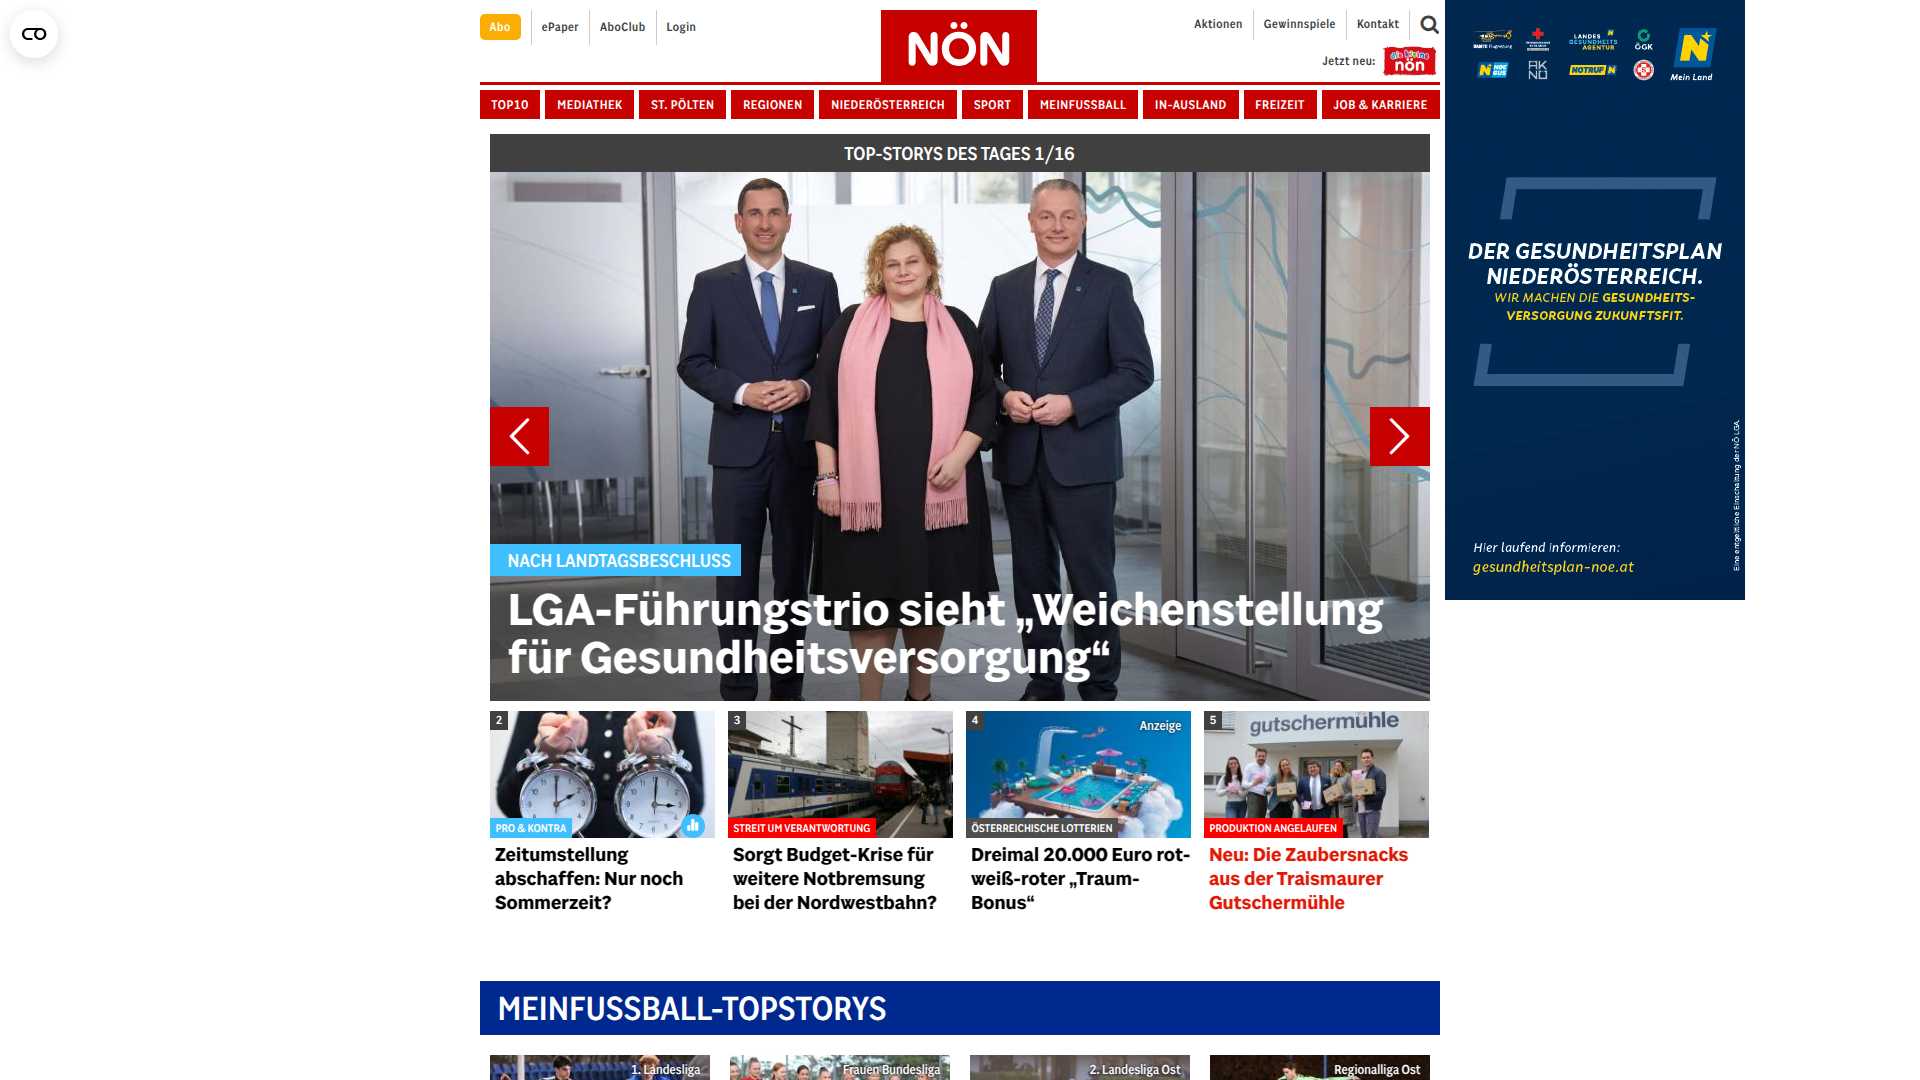 Abo
ePaper
AboClub
Login
NÖN
Aktionen
Gewinnspiele
Kontakt
Jetzt neu:
die kleine
nön
TOP10
MEDIATHEK
ST. PÖLTEN
REGIONEN
NIEDERÖSTERREICH
SPORT
MEINFUSSBALL
IN-AUSLAND
FREIZEIT
JOB & KARRIERE
TOP-STORYS DES TAGES 1/16
NACH LANDTAGSBESCHLUSS
LGA-Führungstrio sieht „Weichenstellung
für Gesundheitsversorgung“
2
PRO & KONTRA
Zeitumstellung
abschaffen: Nur noch
Sommerzeit?
3
STREIT UM VERANTWORTUNG
Sorgt Budget-Krise für
weitere Notbremsung
bei der Nordwestbahn?
4
Anzeige
ÖSTERREICHISCHE LOTTERIEN
Dreimal 20.000 Euro rot-
weiß-roter „Traum-
Bonus“
5
gutschermühle
PRODUKTION ANGELAUFEN
Neu: Die Zaubersnacks
aus der Traismaurer
Gutschermühle
MEINFUSSBALL-TOPSTORYS
1. Landesliga
Frauen Bundesliga
2. Landesliga Ost
Regionalliga Ost
LANDES
GESUNDHEITS
AGENTUR
ÖGK
N
Mein Land
NOTRUF N
AK
NÖ
DER GESUNDHEITSPLAN
NIEDERÖSTERREICH.
WIR MACHEN DIE GESUNDHEITS-
VERSORGUNG ZUKUNFTSFIT.
Hier laufend informieren:
gesundheitsplan-noe.at
Eine entgeltliche Einschaltung der NÖ LGA.